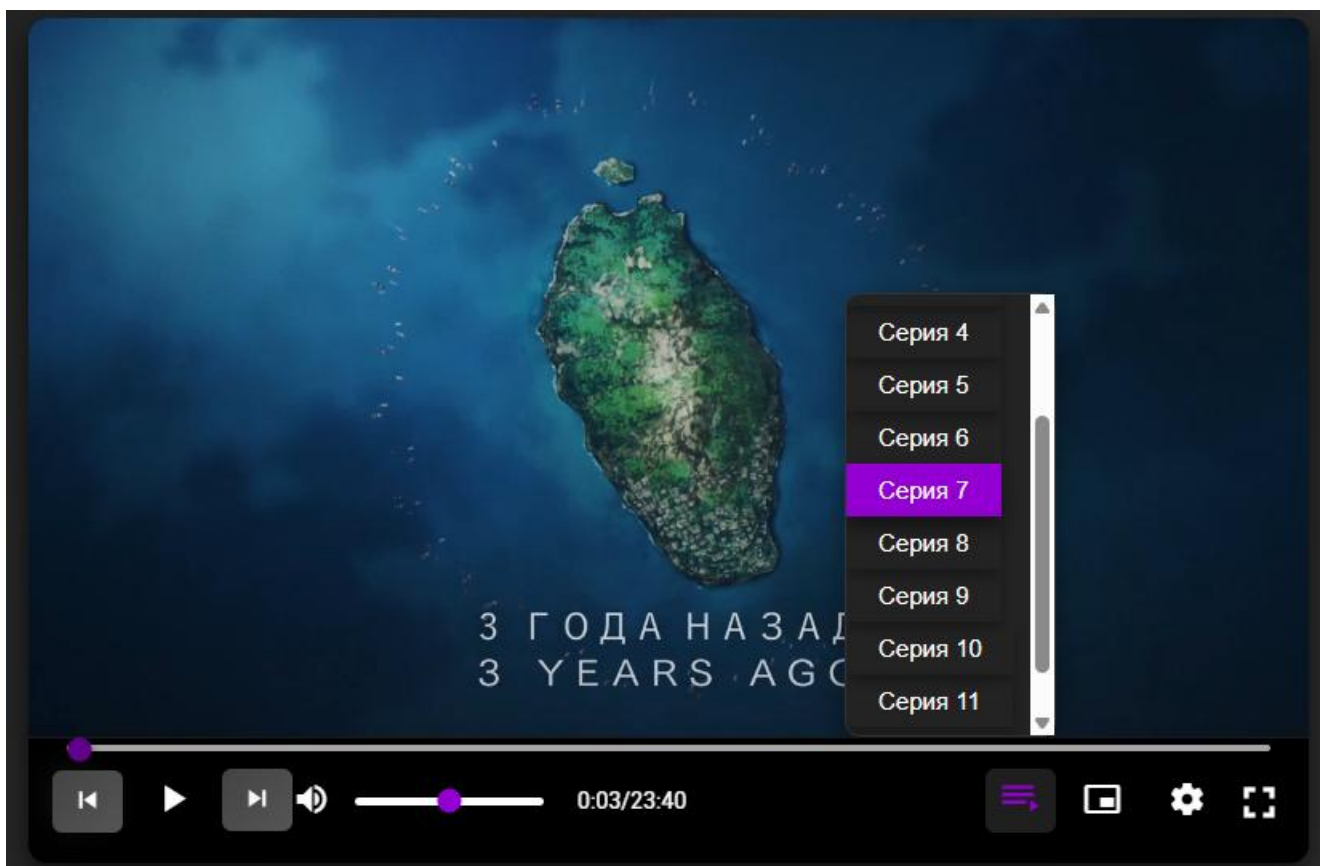 Серия 4
Серия 5
Серия 6
Серия 7
Серия 8
Серия 9
Серия 10
Серия 11
3 ГОДА НАЗАД
3 YEARS AGO
0:03/23:40